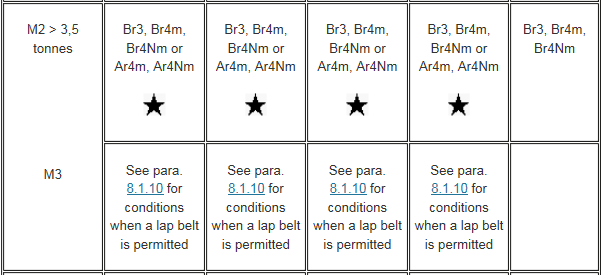 M2 > 3,5
tonnes
Br3, Br4m,
Br4Nm or
Ar4m, Ar4Nm
★
Br3, Br4m,
Br4Nm or
Ar4m, Ar4Nm
★
Br3, Br4m,
Br4Nm or
Ar4m, Ar4Nm
★
Br3, Br4m,
Br4Nm or
Ar4m, Ar4Nm
★
Br3, Br4m,
Br4Nm
M3
See para.
8.1.10 for
conditions
when a lap belt
is permitted
See para.
8.1.10 for
conditions
when a lap belt
is permitted
See para.
8.1.10 for
conditions
when a lap belt
is permitted
See para.
8.1.10 for
conditions
when a lap belt
is permitted